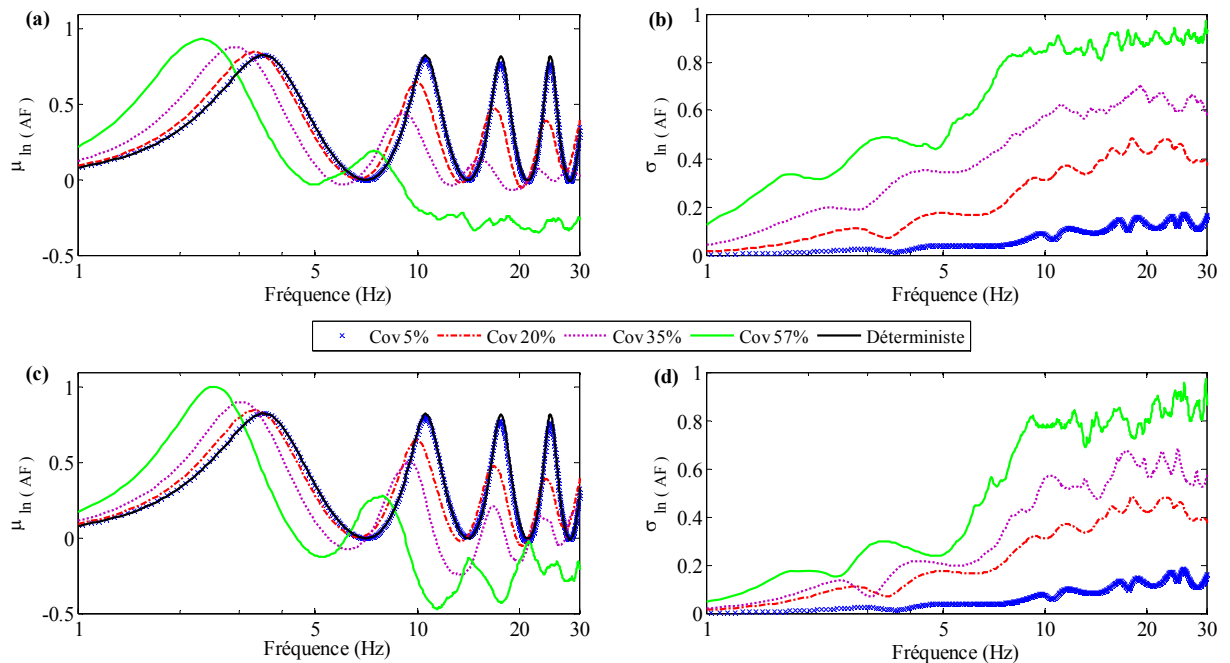 (a)
1
0.5
0
-0.5
μ ln ( AF )
1 5 10 20 30
Fréquence (Hz)
(b)
1
0.8
0.6
0.4
0.2
0
σ ln ( AF )
1 5 10 20 30
Fréquence (Hz)
Cov 5% Cov 20% Cov 35% Cov 57% Déterministe
(c)
1
0.5
0
-0.5
μ ln ( AF )
1 5 10 20 30
Fréquence (Hz)
(d)
1
0.8
0.6
0.4
0.2
0
σ ln ( AF )
1 5 10 20 30
Fréquence (Hz)